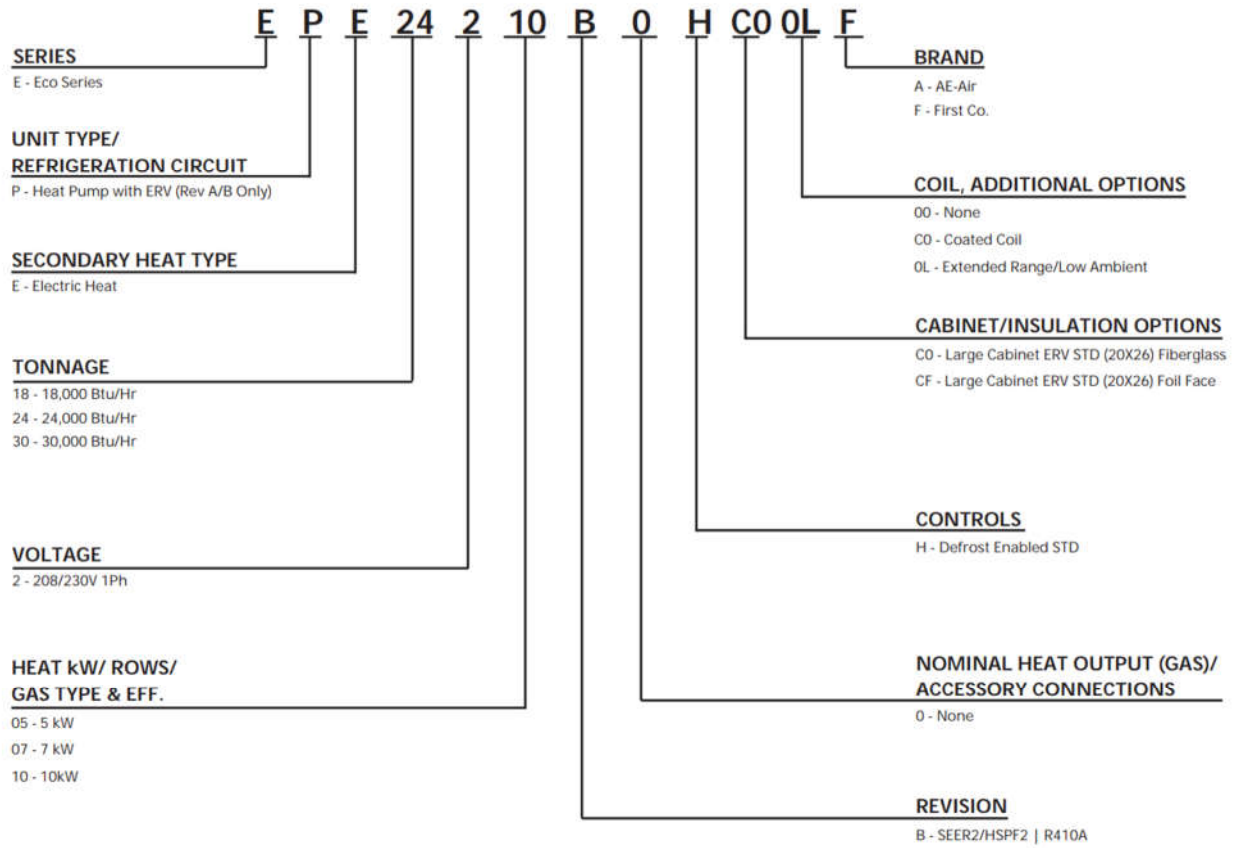 E P E 24 2 10 B 0 H C0 0L F
SERIES
E - Eco Series
UNIT TYPE/
REFRIGERATION CIRCUIT
P - Heat Pump with ERV (Rev A/B Only)
SECONDARY HEAT TYPE
E - Electric Heat
TONNAGE
18 - 18,000 Btu/Hr
24 - 24,000 Btu/Hr
30 - 30,000 Btu/Hr
VOLTAGE
2 - 208/230V 1Ph
HEAT kW/ ROWS/
GAS TYPE & EFF.
05 - 5 kW
07 - 7 kW
10 - 10kW
BRAND
A - AE-Air
F - First Co.
COIL, ADDITIONAL OPTIONS
00 - None
C0 - Coated Coil
0L - Extended Range/Low Ambient
CABINET/INSULATION OPTIONS
C0 - Large Cabinet ERV STD (20X26) Fiberglass
CF - Large Cabinet ERV STD (20X26) Foil Face
CONTROLS
H - Defrost Enabled STD
NOMINAL HEAT OUTPUT (GAS)/
ACCESSORY CONNECTIONS
0 - None
REVISION
B - SEER2/HSPF2 | R410A